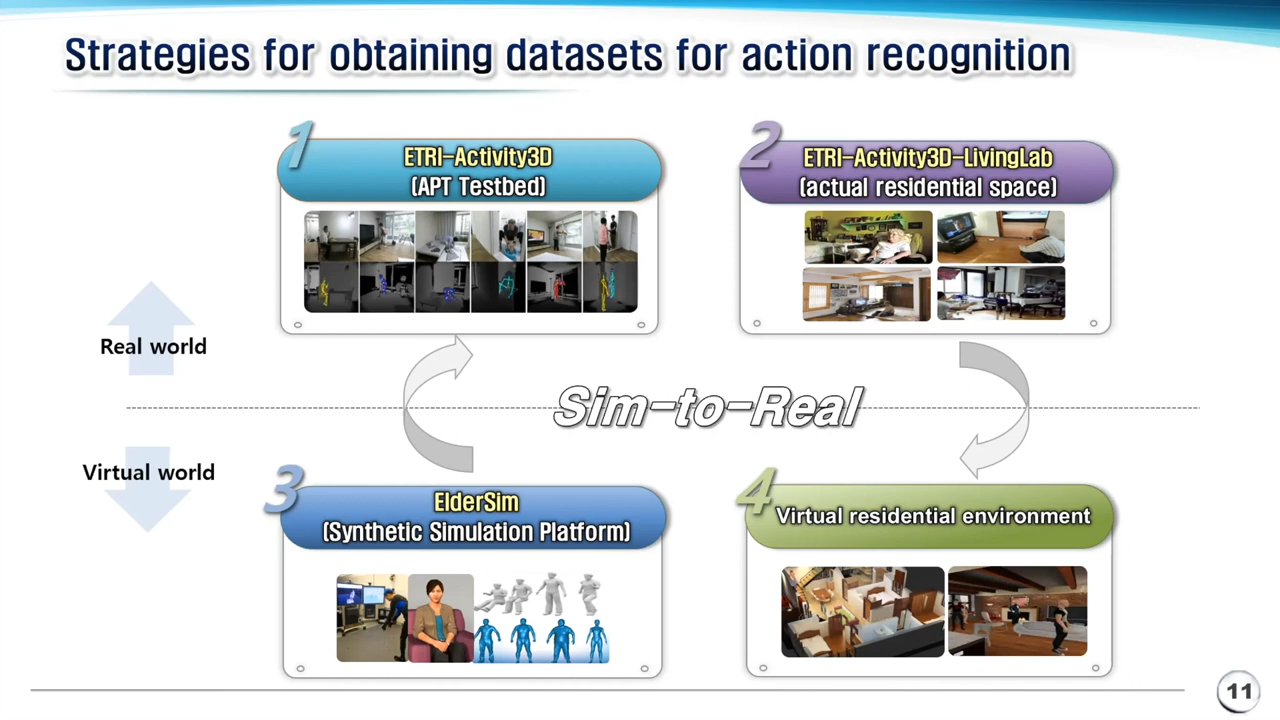 Strategies for obtaining datasets for action recognition
1
ETRI-Activity3D
(APT Testbed)
2
ETRI-Activity3D-LivingLab
(actual residential space)
Real world
Sim-to-Real
Virtual world
3
ElderSim
(Synthetic Simulation Platform)
4
Virtual residential environment
11